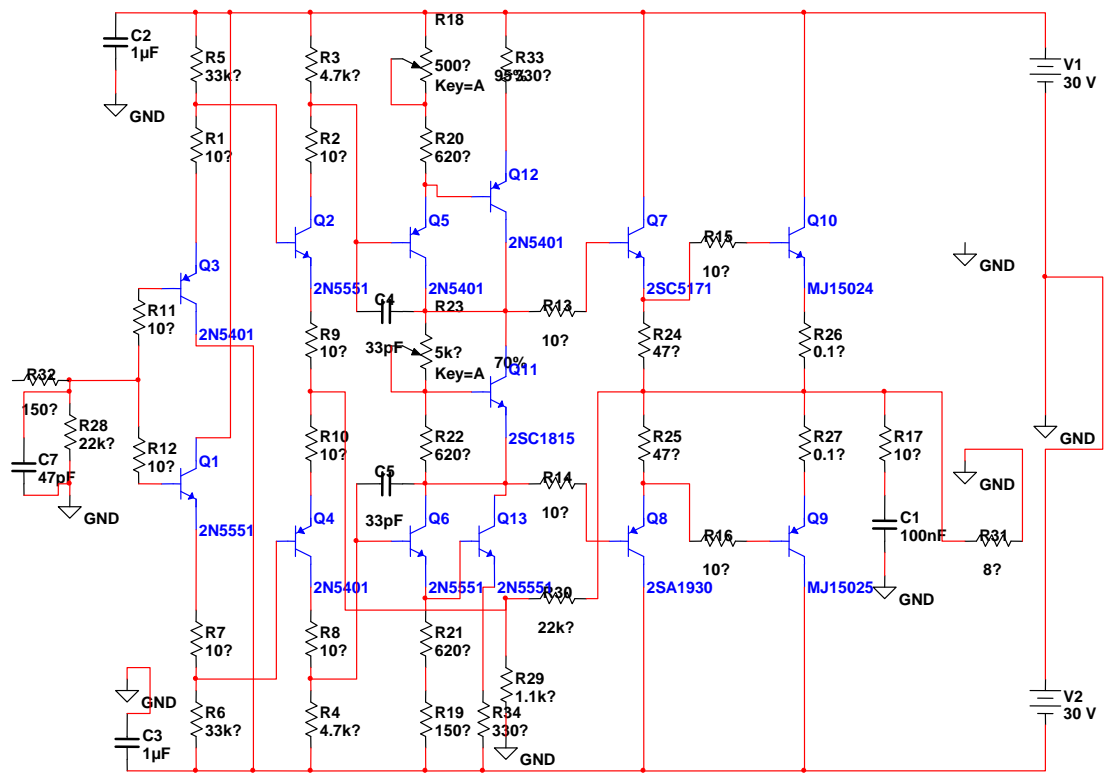 C2
1µF
GND
R5
33k?
R3
4.7k?
R18
500?
Key=A
95%
R33
330?
V1
30 V
R1
10?
R2
10?
R20
620?
Q12
2N5401
Q3
2N5401
Q2
2N5551
Q5
2N5401
Q7
2SC5171
R15
10?
Q10
MJ15024
GND
R11
10?
R9
10?
C4
33pF
R23
5k?
Key=A
70%
R13
10?
R24
47?
R26
0.1?
Q11
2SC1815
R32
150?
R28
22k?
C7
47pF
GND
R12
10?
Q1
2N5551
R10
10?
R22
620?
C5
33pF
R14
10?
R25
47?
R27
0.1?
R17
10?
GND
GND
Q4
2N5401
Q6
2N5551
Q13
2N5551
Q8
2SA1930
R16
10?
Q9
MJ15025
C1
100nF
GND
R31
8?
R30
22k?
R7
10?
R8
10?
R21
620?
R29
1.1k?
GND
GND
C3
1µF
R6
33k?
R4
4.7k?
R19
150?
R34
330?
V2
30 V